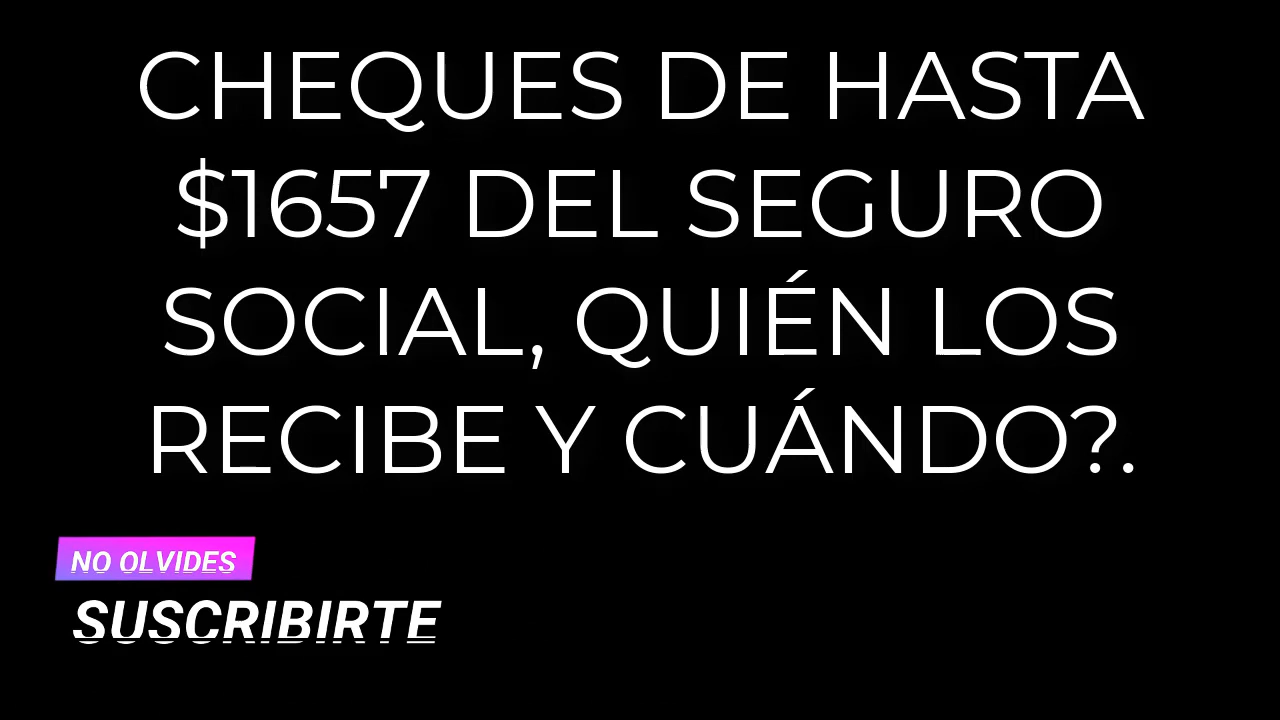 CHEQUES DE HASTA
$1657 DEL SEGURO
SOCIAL, QUIÉN LOS
RECIBE Y CUÁNDO?.
NO OLVIDES
SUSCRIBIRTE